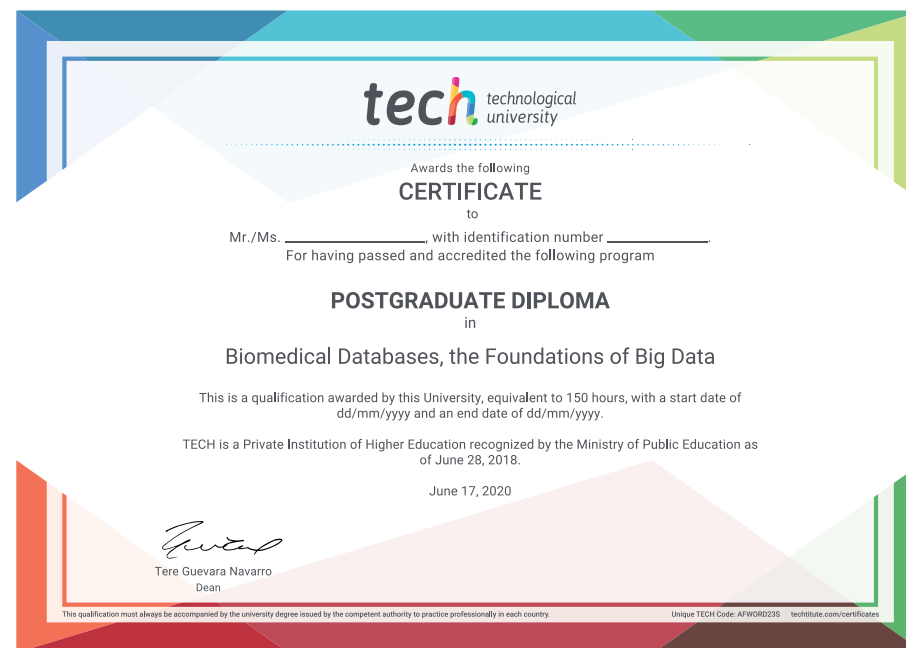 tech technological
university
Awards the following
CERTIFICATE
to
Mr./Ms. ____________________, with identification number ______________.
For having passed and accredited the following program
POSTGRADUATE DIPLOMA
in
Biomedical Databases, the Foundations of Big Data
This is a qualification awarded by this University, equivalent to 150 hours, with a start date of
dd/mm/yyyy and an end date of dd/mm/yyyy.
TECH is a Private Institution of Higher Education recognized by the Ministry of Public Education as
of June 28, 2018.
June 17, 2020
Tere Guevara Navarro
Dean
This qualification must always be accompanied by the university degree issued by the competent authority to practice professionally in each country. Unique TECH Code: AFWORD23S techtitute.com/certificates